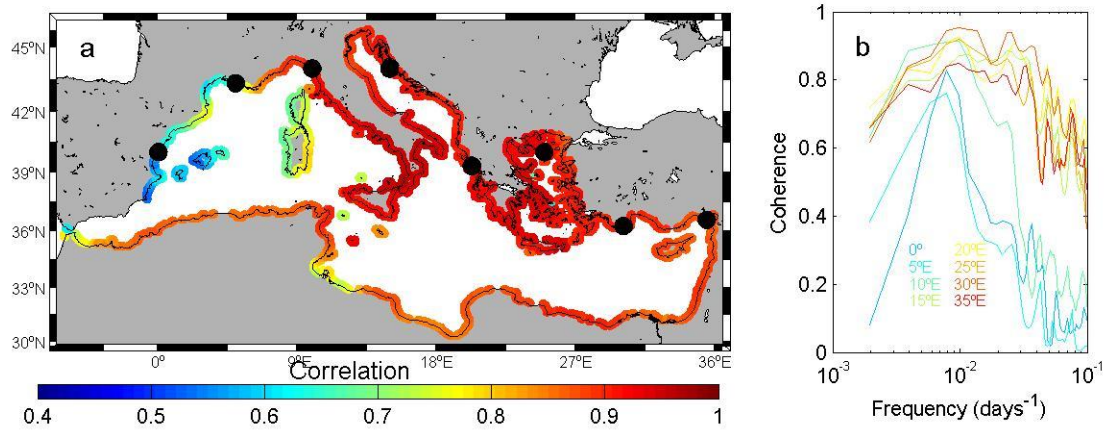 a
45ºN
42ºN
39ºN
36ºN
33ºN
30ºN
0º 9ºE 18ºE 27ºE 36ºE
Correlation
0.4 0.5 0.6 0.7 0.8 0.9 1
b
1
0.8
0.6
0.4
0.2
0
Coherence
0º 20ºE
5ºE 25ºE
10ºE 30ºE
15ºE 35ºE
10-3 10-2 10-1
Frequency (days-1)